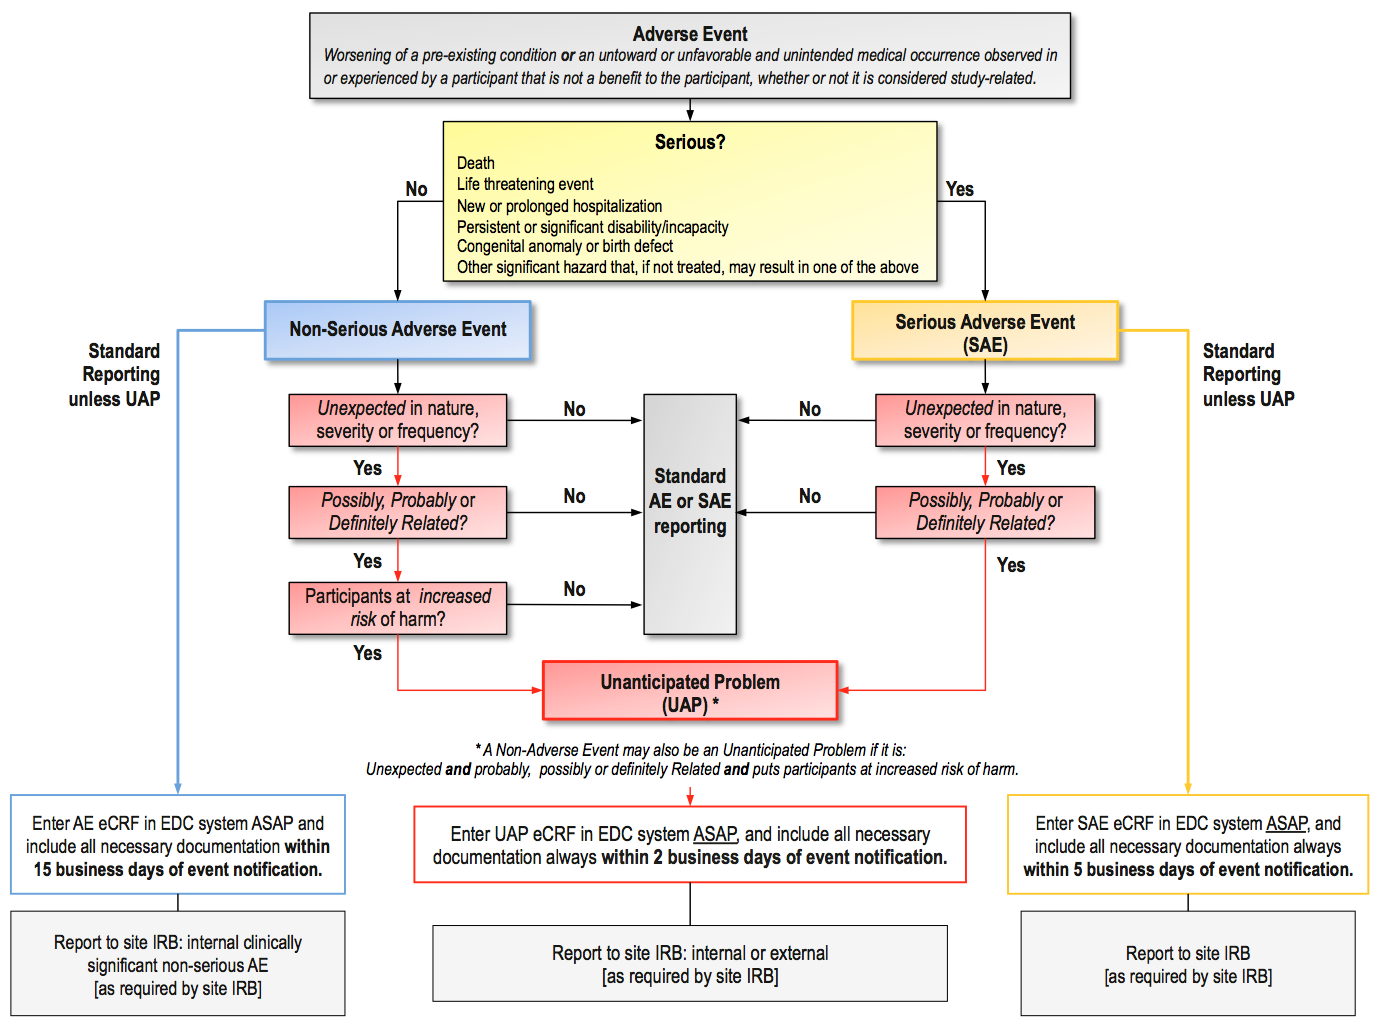 Adverse Event
Worsening of a pre-existing condition or an untoward or unfavorable and unintended medical occurrence observed in
or experienced by a participant that is not a benefit to the participant, whether or not it is considered study-related.
Serious?
Death
Life threatening event
New or prolonged hospitalization
Persistent or significant disability/incapacity
Congenital anomaly or birth defect
Other significant hazard that, if not treated, may result in one of the above
No
Yes
Non-Serious Adverse Event
Serious Adverse Event
(SAE)
Standard
Reporting
unless UAP
Standard
Reporting
unless UAP
Unexpected in nature,
severity or frequency?
No
No
Unexpected in nature,
severity or frequency?
Yes
Yes
Standard
AE or SAE
reporting
Possibly, Probably or
Definitely Related?
No
No
Possibly, Probably or
Definitely Related?
Yes
Yes
Participants at increased
risk of harm?
No
Yes
Unanticipated Problem
(UAP) *
* A Non-Adverse Event may also be an Unanticipated Problem if it is:
Unexpected and probably, possibly or definitely Related and puts participants at increased risk of harm.
Enter AE eCRF in EDC system ASAP and
include all necessary documentation within
15 business days of event notification.
Enter UAP eCRF in EDC system ASAP, and include all necessary
documentation always within 2 business days of event notification.
Enter SAE eCRF in EDC system ASAP, and
include all necessary documentation always
within 5 business days of event notification.
Report to site IRB: internal clinically
significant non-serious AE
[as required by site IRB]
Report to site IRB: internal or external
[as required by site IRB]
Report to site IRB
[as required by site IRB]